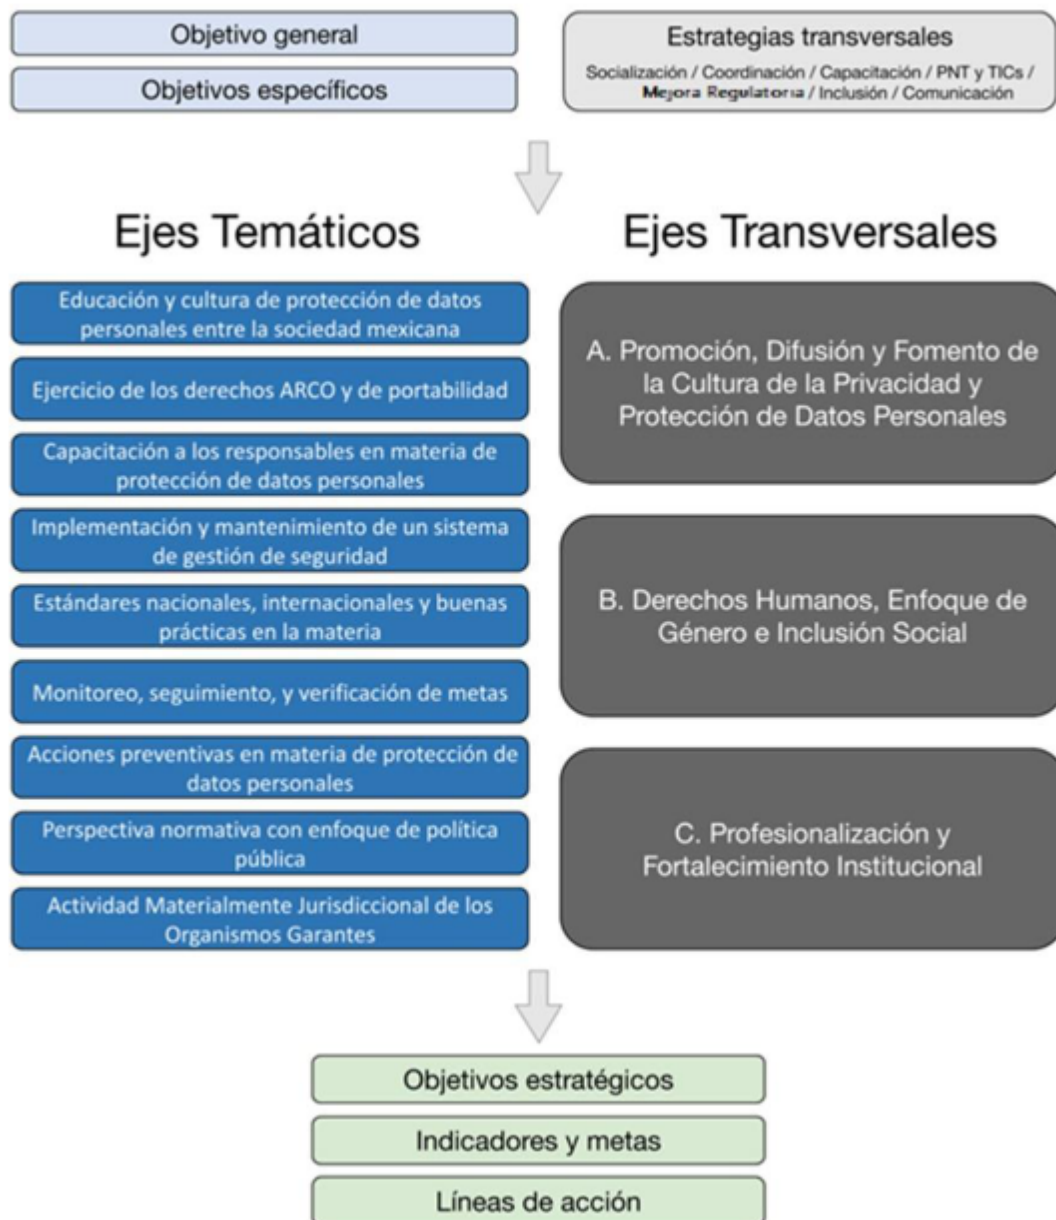 Objetivo general
Objetivos específicos
Estrategias transversales
Socialización / Coordinación / Capacitación / PNT y TICs /
Mejora Regulatoria / Inclusión / Comunicación
Ejes Temáticos
Educación y cultura de protección de datos
personales entre la sociedad mexicana
Ejercicio de los derechos ARCO y de portabilidad
Capacitación a los responsables en materia de
protección de datos personales
Implementación y mantenimiento de un sistema
de gestión de seguridad
Estándares nacionales, internacionales y buenas
prácticas en la materia
Monitoreo, seguimiento, y verificación de metas
Acciones preventivas en materia de protección de
datos personales
Perspectiva normativa con enfoque de política
pública
Actividad Materialmente Jurisdiccional de los
Organismos Garantes
Ejes Transversales
A. Promoción, Difusión y Fomento de
la Cultura de la Privacidad y
Protección de Datos Personales
B. Derechos Humanos, Enfoque de
Género e Inclusión Social
C. Profesionalización y
Fortalecimiento Institucional
Objetivos estratégicos
Indicadores y metas
Líneas de acción